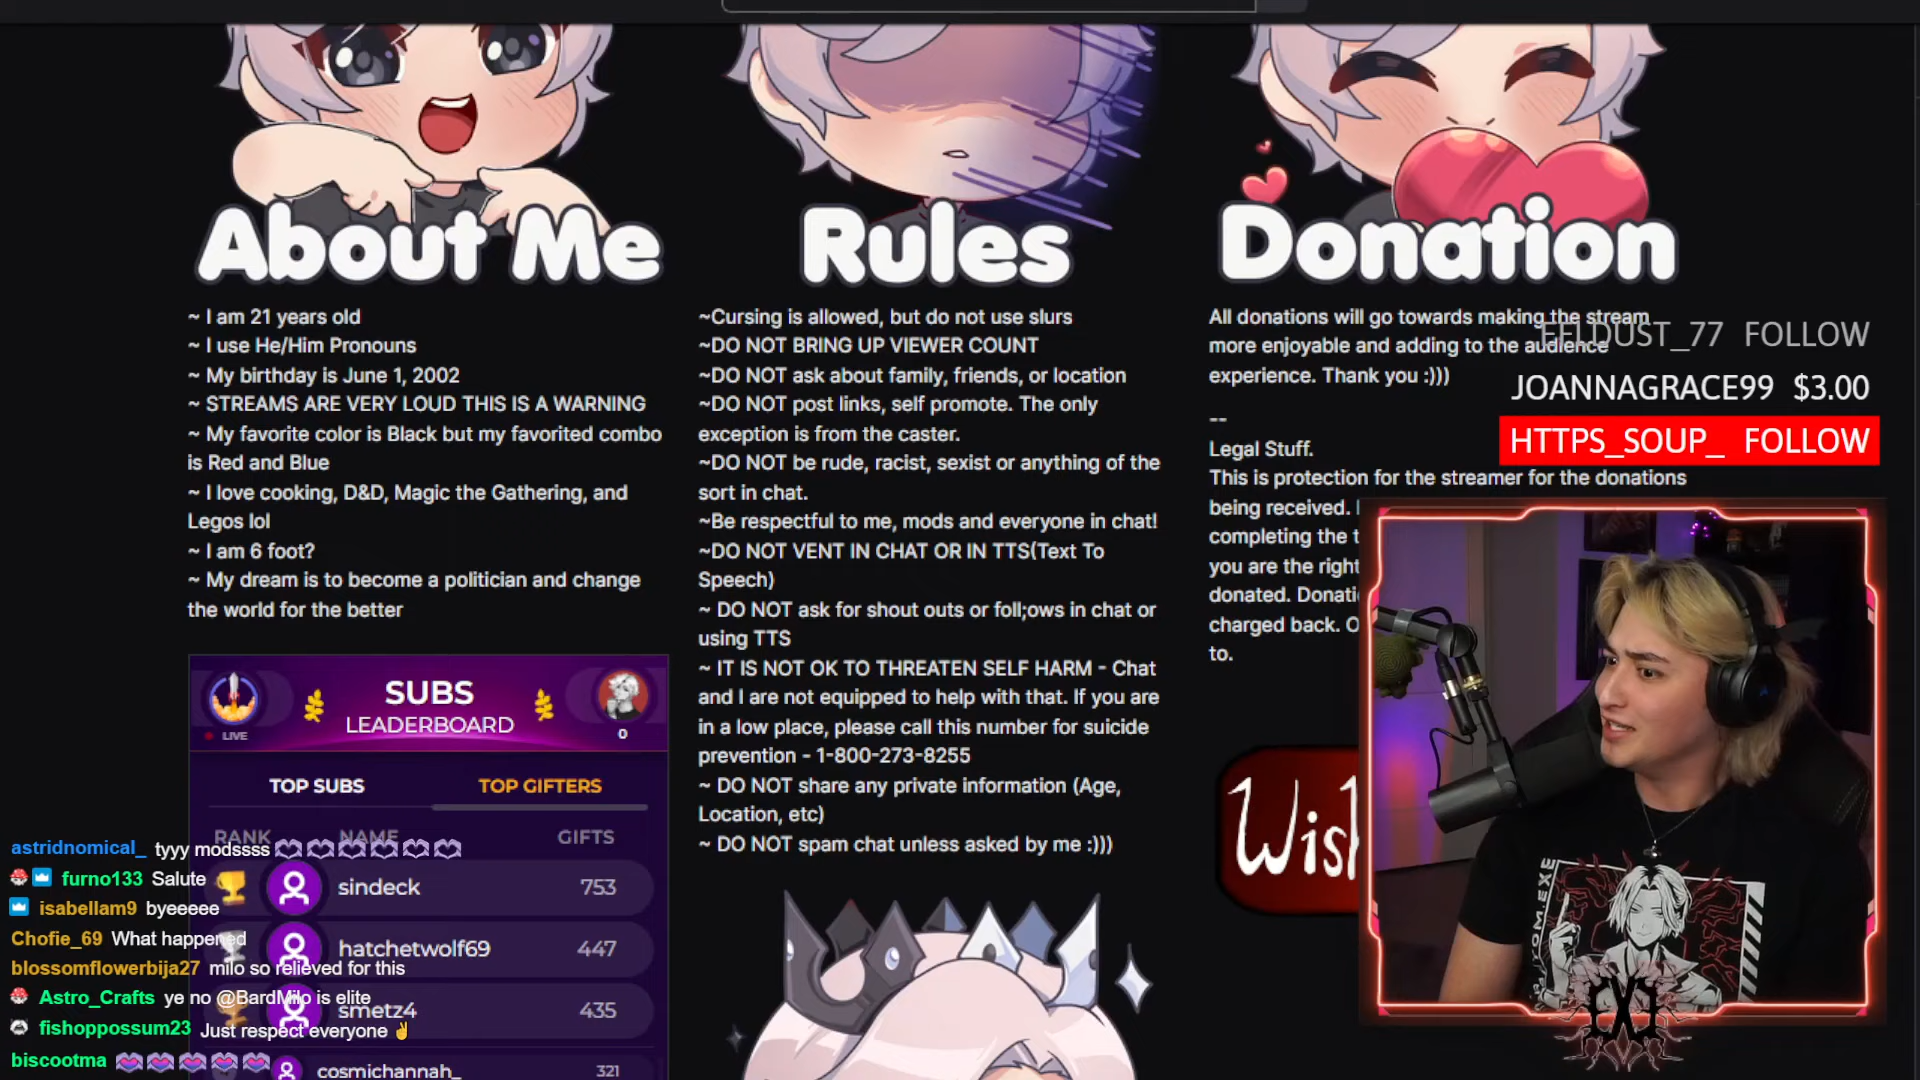 About Me
~ I am 21 years old
~ I use He/Him Pronouns
~ My birthday is June 1, 2002
~ STREAMS ARE VERY LOUD THIS IS A WARNING
~ My favorite color is Black but my favorited combo
is Red and Blue
~ I love cooking, D&D, Magic the Gathering, and
Legos lol
~ I am 6 foot?
~ My dream is to become a politician and change
the world for the better
SUBS
LEADERBOARD
LIVE
0
TOP SUBS
TOP GIFTERS
RANK NAME GIFTS
sindeck 753
hatchetwolf69 447
smetz4 435
cosmichannah_ 321
astridnomical_ tyyy modssss
furno133 Salute
isabellam9 byeeeee
Chofie_69 What happened
blossomflowerbija27 milo so relieved for this
Astro_Crafts ye no @BardMilo is elite
fishoppossum23 Just respect everyone ✌
biscootma
Rules
~Cursing is allowed, but do not use slurs
~DO NOT BRING UP VIEWER COUNT
~DO NOT ask about family, friends, or location
~DO NOT post links, self promote. The only
exception is from the caster.
~DO NOT be rude, racist, sexist or anything of the
sort in chat.
~Be respectful to me, mods and everyone in chat!
~DO NOT VENT IN CHAT OR IN TTS(Text To
Speech)
~ DO NOT ask for shout outs or foll;ows in chat or
using TTS
~ IT IS NOT OK TO THREATEN SELF HARM - Chat
and I are not equipped to help with that. If you are
in a low place, please call this number for suicide
prevention - 1-800-273-8255
~ DO NOT share any private information (Age,
Location, etc)
~ DO NOT spam chat unless asked by me :)))
Donation
All donations will go towards making the stream
more enjoyable and adding to the audience
experience. Thank you :)))
--
Legal Stuff.
This is protection for the streamer for the donations
being received.
completing the
you are the right
donated.
charged back.
to.
FOLLOW
JOANNAGRACE99 $3.00
HTTPS_SOUP_ FOLLOW